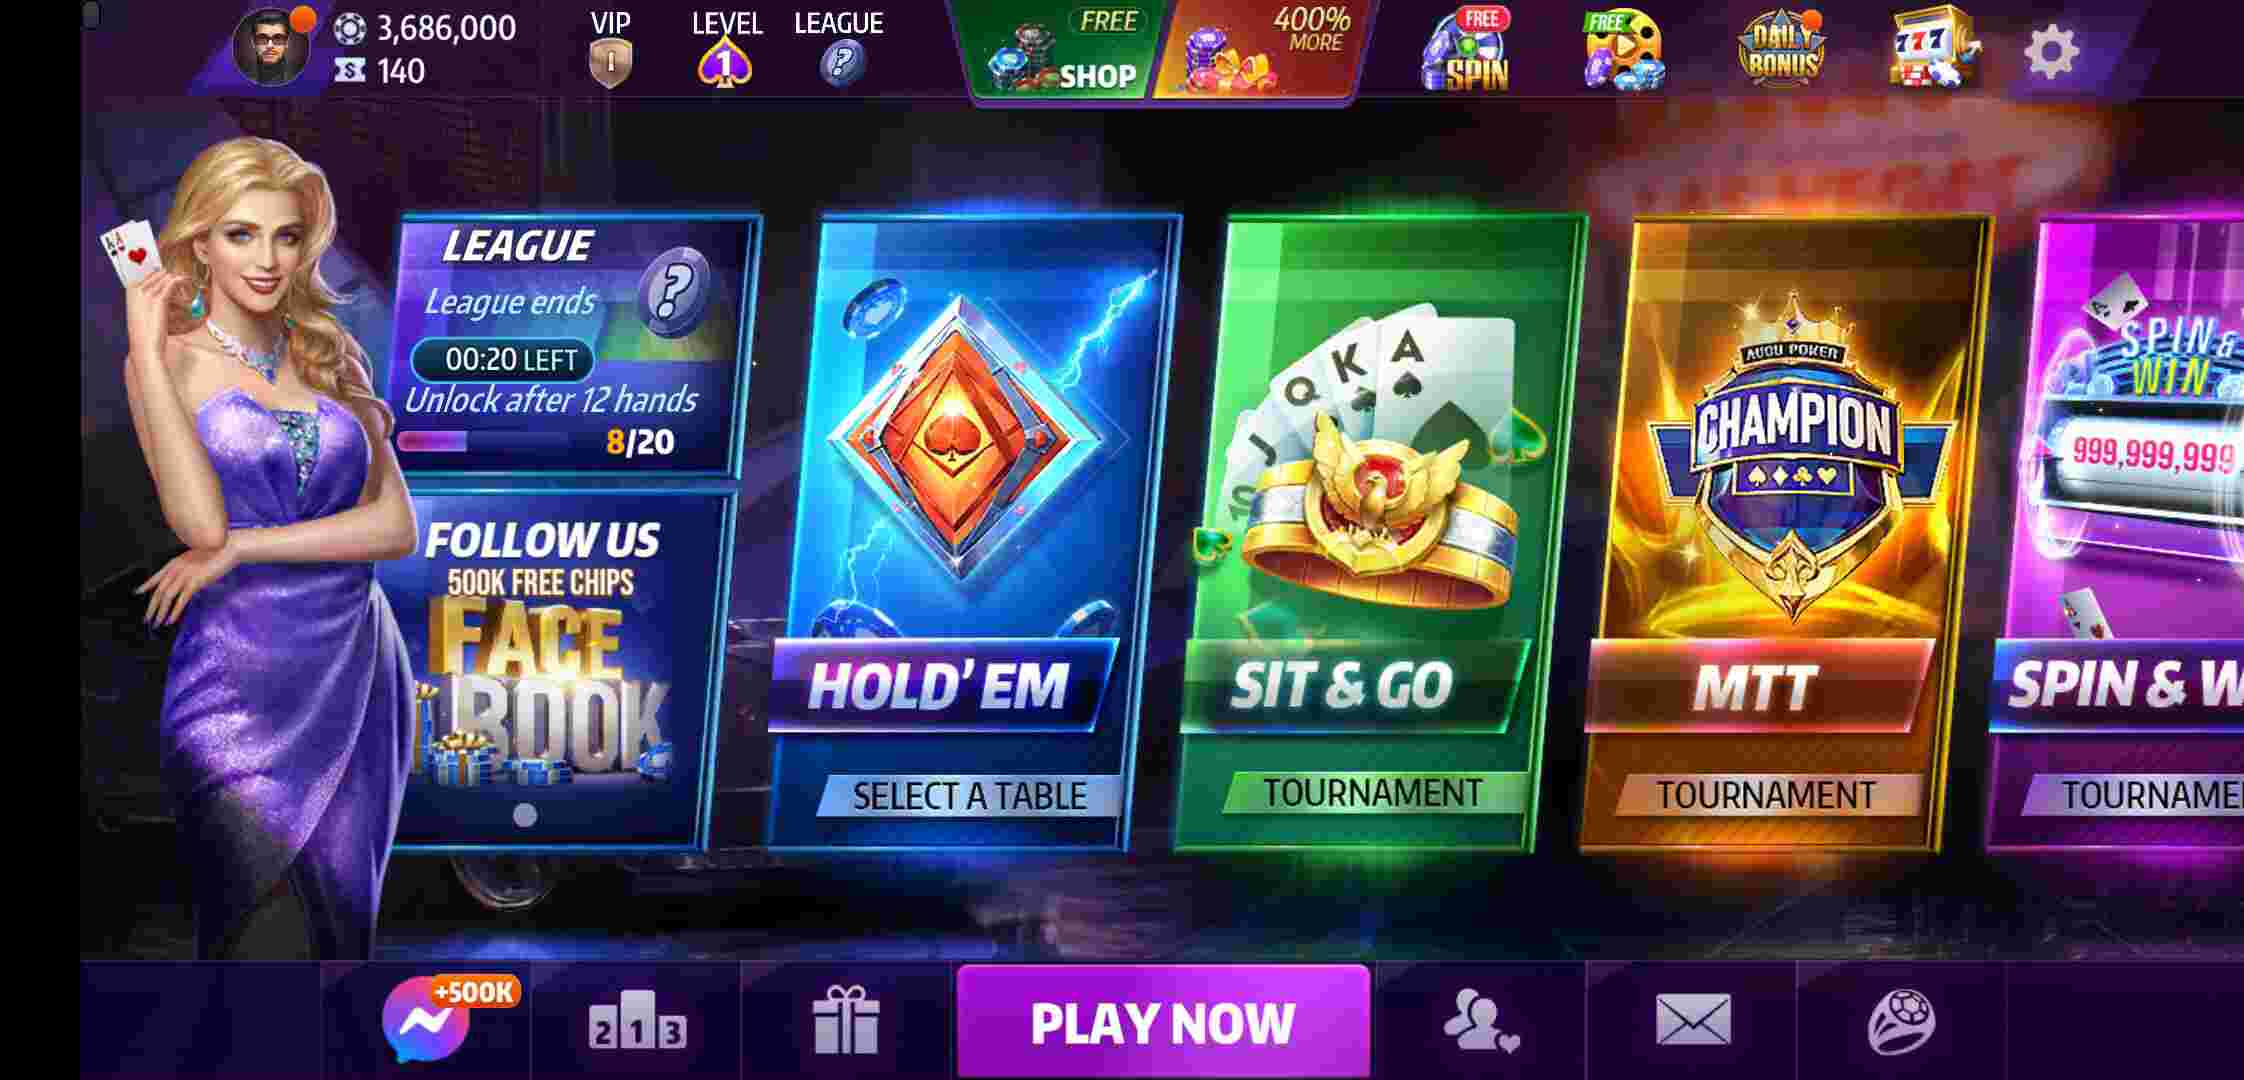 3,686,000
140
VIP
LEVEL
1
LEAGUE
?
FREE
SHOP
400%
MORE
FREE
SPIN
FREE
DAILY
BONUS
777
LEAGUE
League ends
00:20 LEFT
Unlock after 12 hands
8/20
?
FOLLOW US
500K FREE CHIPS
FACE
BOOK
HOLD'EM
SELECT A TABLE
10 J Q K A
SIT & GO
TOURNAMENT
CHAMPION
MTT
TOURNAMENT
SPIN &
WIN
999,999,999
SPIN & W
TOURNAME
+500K
2 1 3
PLAY NOW